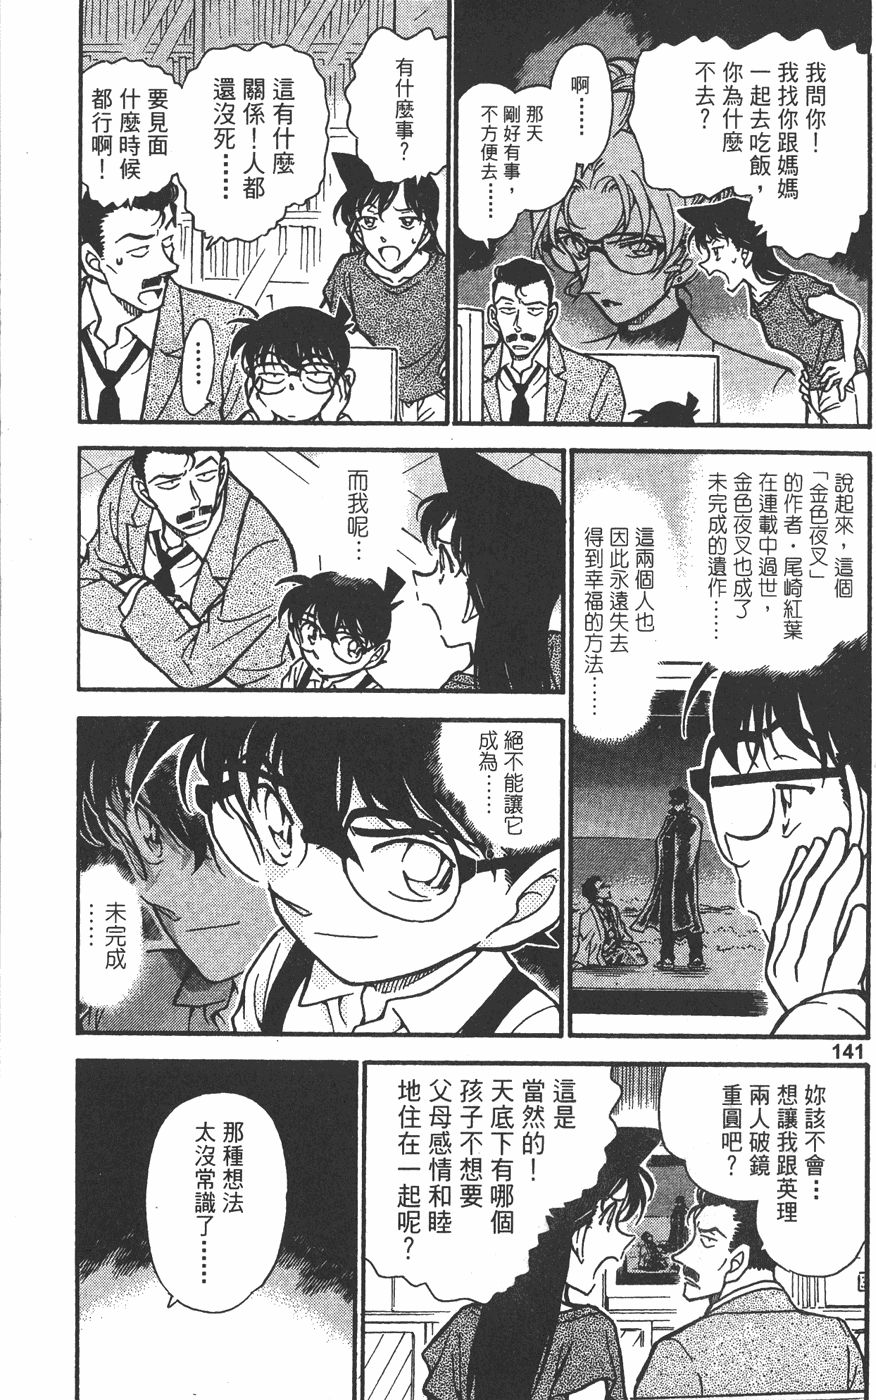 我問你！
我找你跟媽媽
一起去吃飯，
你為什麼
不去？
啊……
那天
剛好有事，
不方便去……
有什麼事？
這有什麼
關係！人都
還沒死……
要見面
什麼時候
都行啊！
……
說起來，這個
「金色夜叉」
的作者·尾崎紅葉
在連載中過世，
金色夜叉也成了
未完成的遺作……
這兩個人也
因此永遠失去
得到幸福的方法……
而我呢…
絕不能讓它
成為……
未完成
……
141
妳該不會…
想讓我跟英理
兩人破鏡
重圓吧？
這是
當然的！
天底下有哪個
孩子不想要
父母感情和睦
地住在一起呢？
那種想法
太沒常識了……